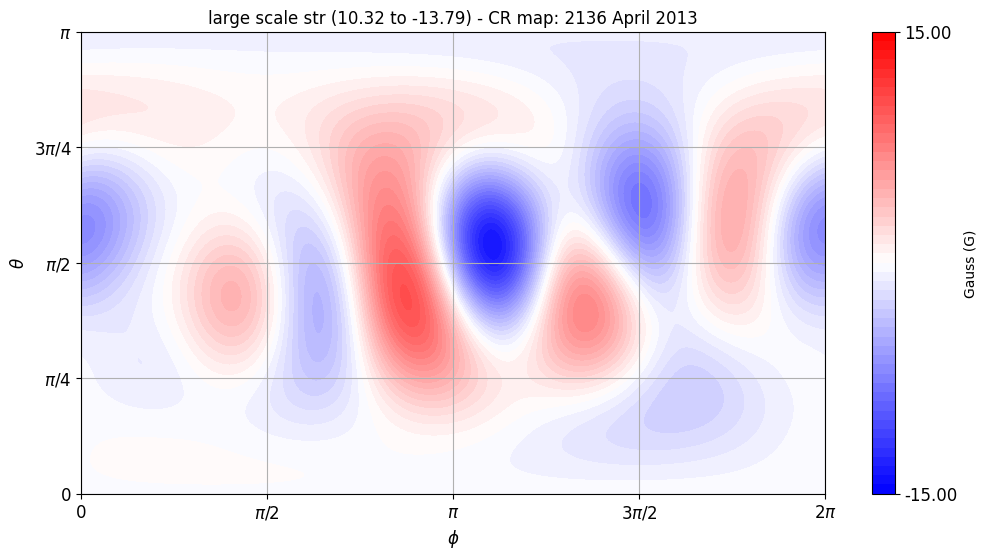 large scale str (10.32 to -13.79) - CR map: 2136 April 2013
π
3π/4
π/2
π/4
0
θ
0
π/2
π
3π/2
2π
ϕ
15.00
-15.00
Gauss (G)